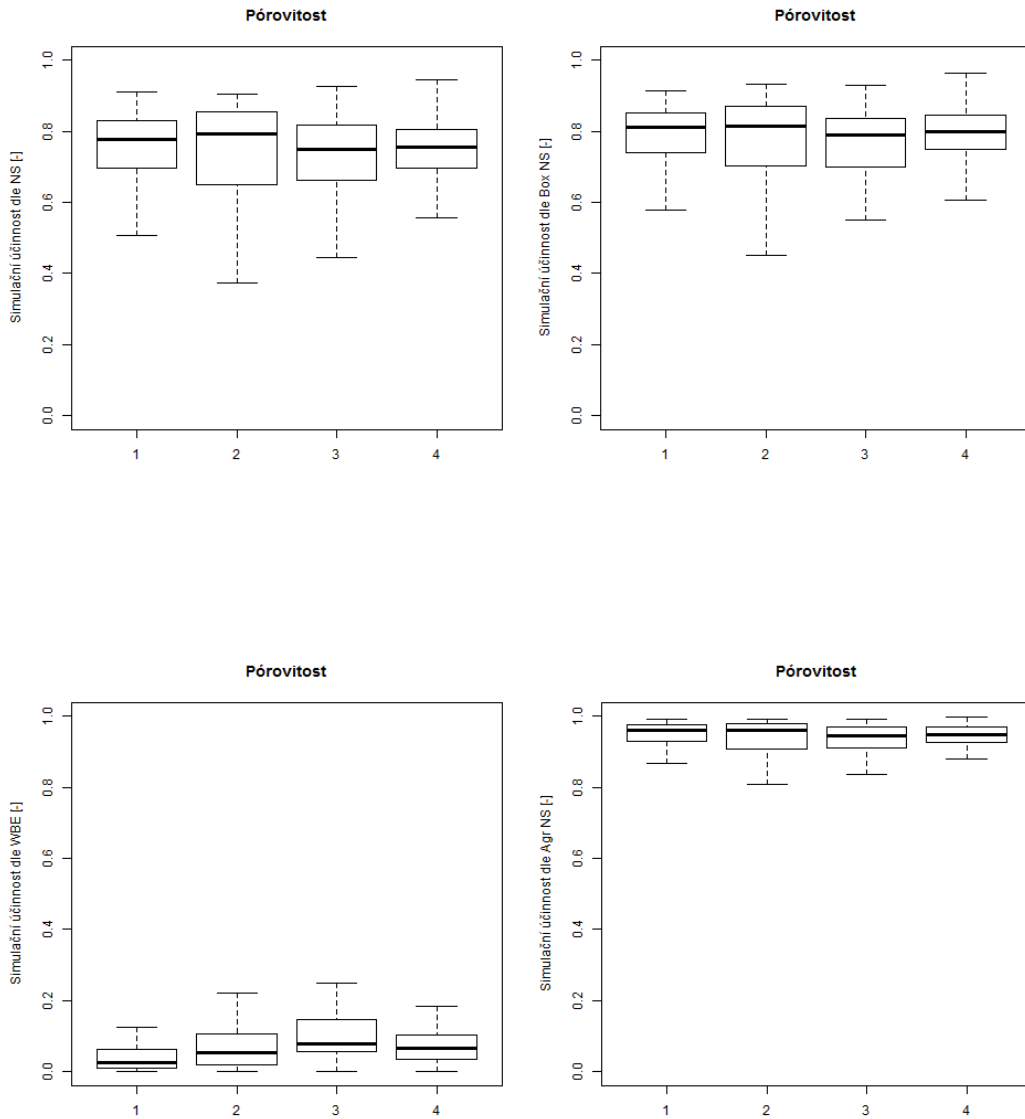 Pórovitost
Simulační účinnost dle NS [-]
1.0
0.8
0.6
0.4
0.2
0.0
1 2 3 4
Pórovitost
Simulační účinnost dle Box NS [-]
1.0
0.8
0.6
0.4
0.2
0.0
1 2 3 4
Pórovitost
Simulační účinnost dle WBE [-]
1.0
0.8
0.6
0.4
0.2
0.0
1 2 3 4
Pórovitost
Simulační účinnost dle Agr NS [-]
1.0
0.8
0.6
0.4
0.2
0.0
1 2 3 4